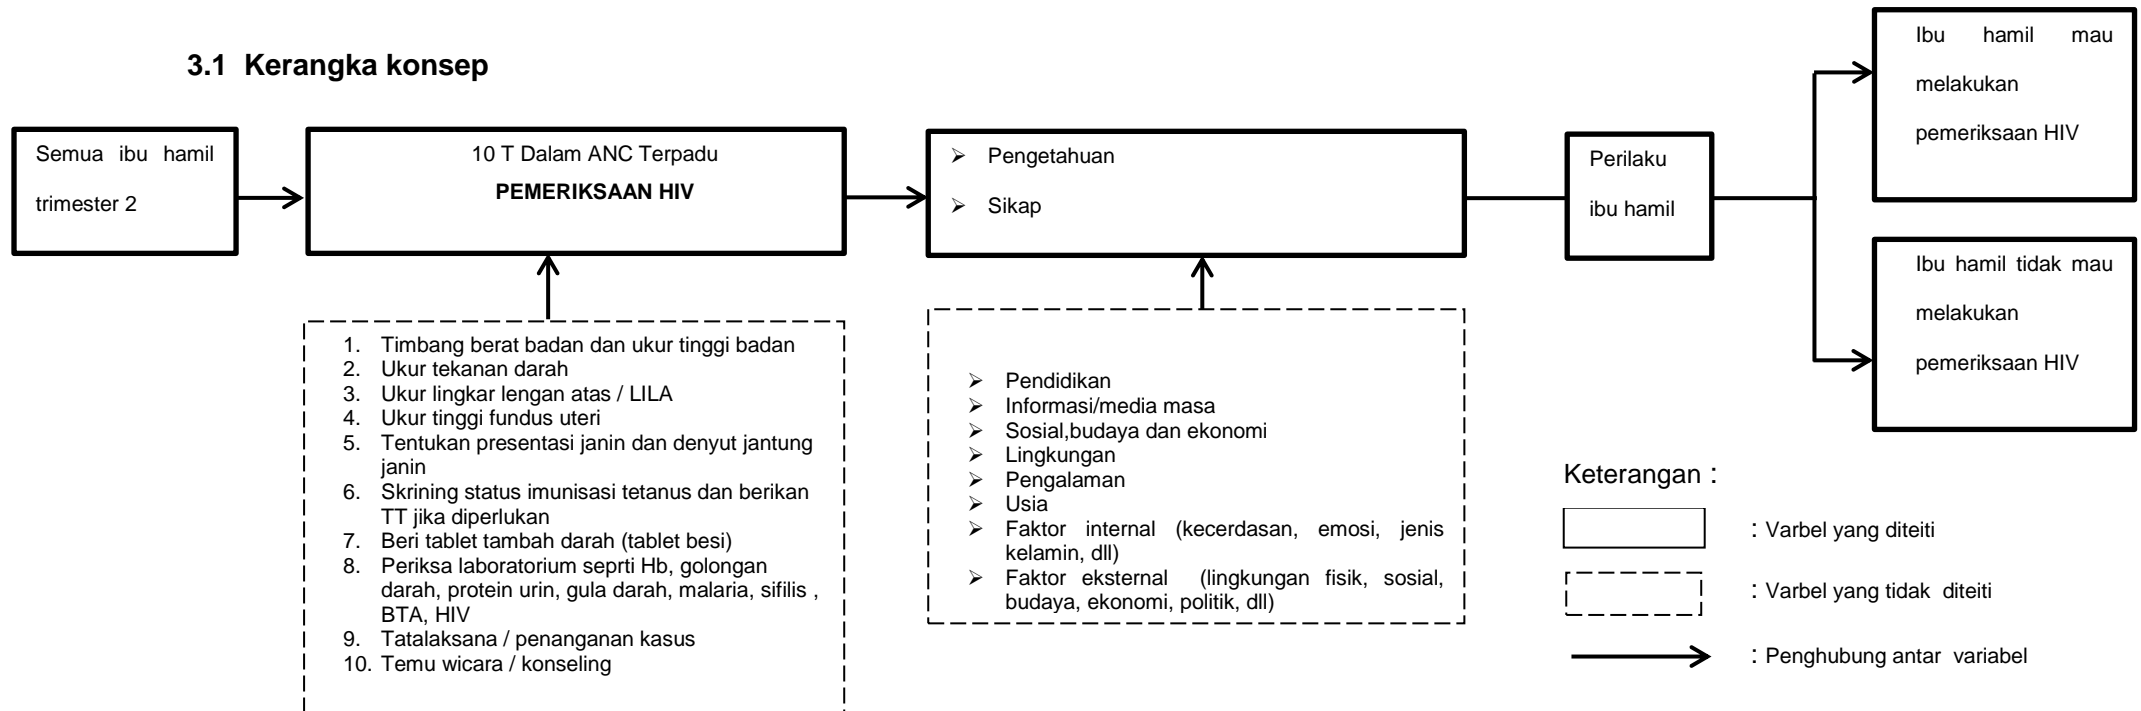 3.1 Kerangka konsep
Semua ibu hamil
trimester 2
10 T Dalam ANC Terpadu
PEMERIKSAAN HIV
➢ Pengetahuan
➢ Sikap
Perilaku
ibu hamil
Ibu hamil mau
melakukan
pemeriksaan HIV
Ibu hamil tidak mau
melakukan
pemeriksaan HIV
1. Timbang berat badan dan ukur tinggi badan
2. Ukur tekanan darah
3. Ukur lingkar lengan atas / LILA
4. Ukur tinggi fundus uteri
5. Tentukan presentasi janin dan denyut jantung
janin
6. Skrining status imunisasi tetanus dan berikan
TT jika diperlukan
7. Beri tablet tambah darah (tablet besi)
8. Periksa laboratorium seprti Hb, golongan
darah, protein urin, gula darah, malaria, sifilis ,
BTA, HIV
9. Tatalaksana / penanganan kasus
10. Temu wicara / konseling
➢ Pendidikan
➢ Informasi/media masa
➢ Sosial,budaya dan ekonomi
➢ Lingkungan
➢ Pengalaman
➢ Usia
➢ Faktor internal (kecerdasan, emosi, jenis
kelamin, dll)
➢ Faktor eksternal (lingkungan fisik, sosial,
budaya, ekonomi, politik, dll)
Keterangan :
: Varbel yang diteiti
: Varbel yang tidak diteiti
: Penghubung antar variabel